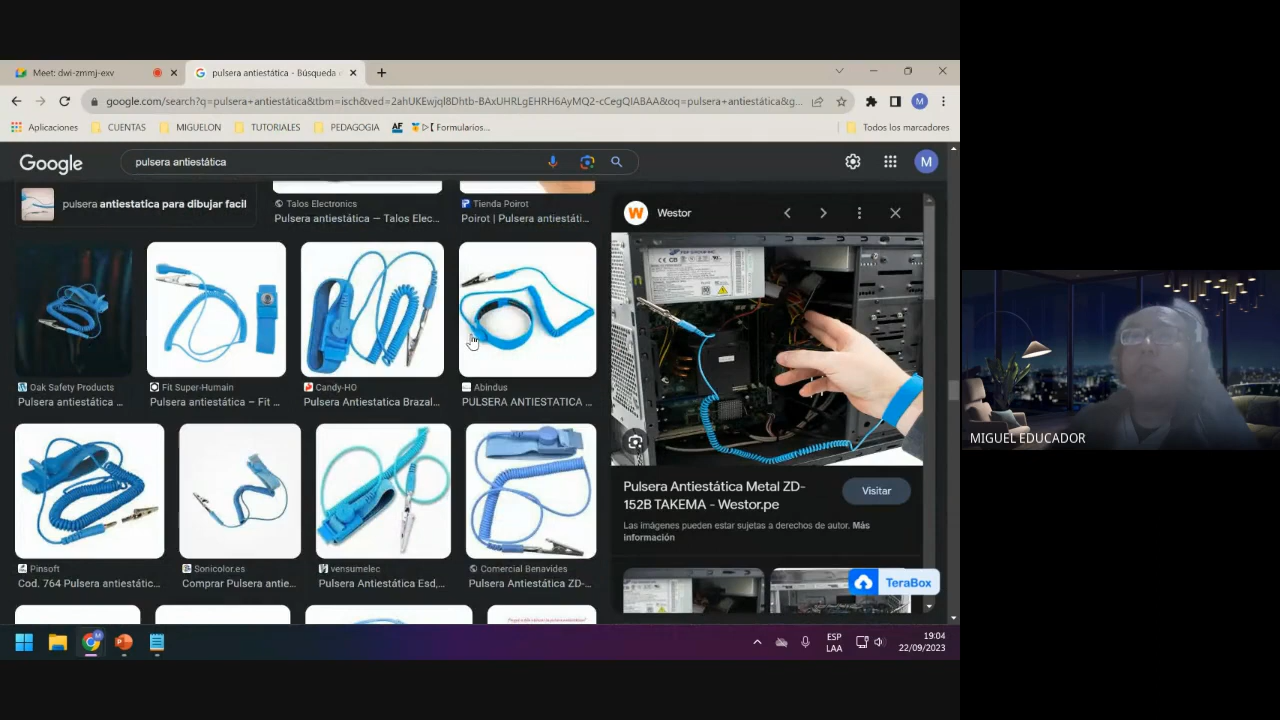 Meet: dwi-zmmj-exv
pulsera antiestática - Búsqueda
google.com/search?q=pulsera+antiestática&tbm=isch&ved=2ahUKEwjql8Dhtb-BAxUHRLgEHRH6AyMQ2-cCegQIABAA&oq=pulsera+antiestática&g...
Aplicaciones
CUENTAS
MIGUELON
TUTORIALES
PEDAGOGIA
AF
Formularios...
Todos los marcadores
Google
pulsera antiestática
M
pulsera antiestatica para dibujar facil
Talos Electronics
Pulsera antiestática – Talos Elec...
Tienda Poirot
Poirot | Pulsera antiestáti...
Oak Safety Products
Pulsera antiestática ...
Fit Super-Humain
Pulsera antiestática – Fit ...
Candy-HO
Pulsera Antiestatica Brazal...
Abindus
PULSERA ANTIESTATICA ...
Pinsoft
Cod. 764 Pulsera antiestátic...
Sonicolor.es
Comprar Pulsera antie...
vensumelec
Pulsera Antiestática Esd,...
Comercial Benavides
Pulsera Antiestática ZD-...
W
Westor
Pulsera Antiestática Metal ZD-
152B TAKEMA - Westor.pe
Visitar
Las imágenes pueden estar sujetas a derechos de autor. Más
información
TeraBox
ESP
LAA
19:04
22/09/2023
MIGUEL EDUCADOR